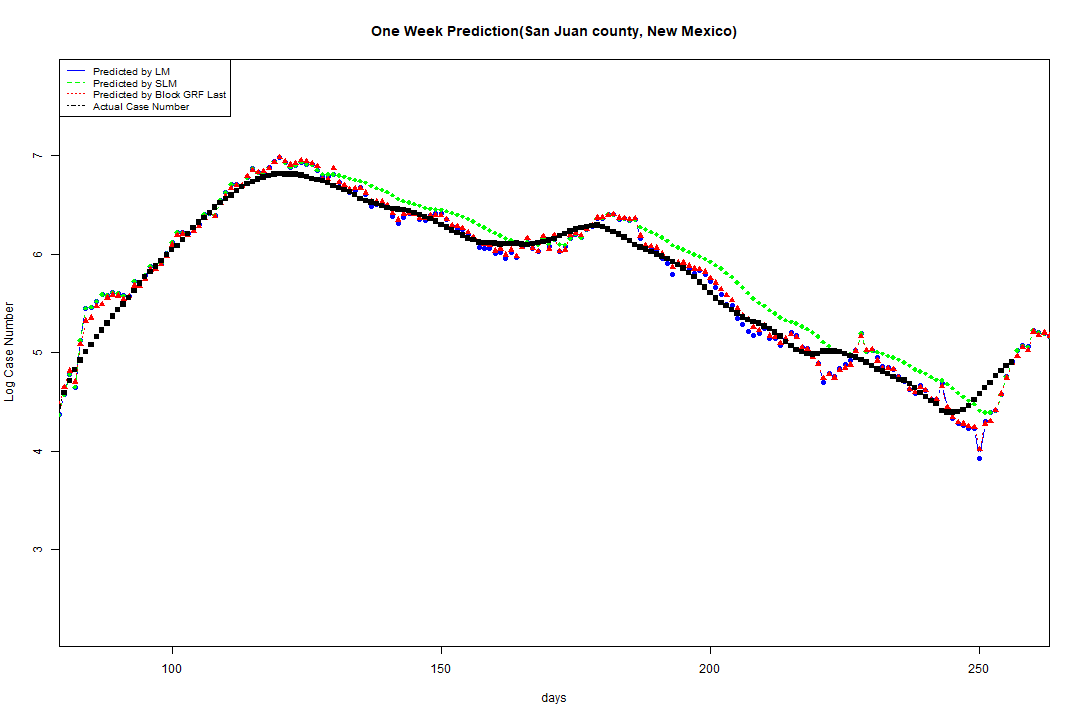 One Week Prediction(San Juan county, New Mexico)
Predicted by LM
Predicted by SLM
Predicted by Block GRF Last
Actual Case Number
7
6
5
4
3
Log Case Number
100 150 200 250
days